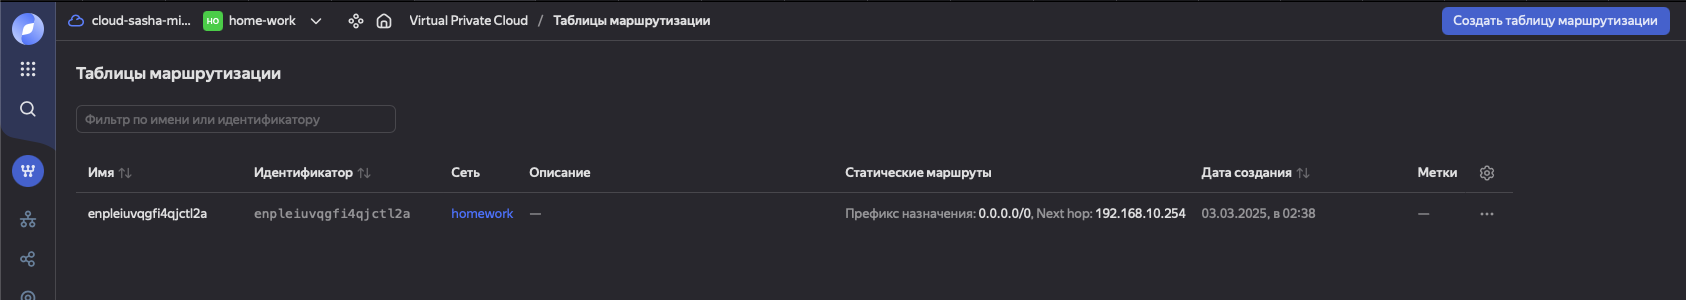 cloud-sasha-mi... HO home-work Virtual Private Cloud / Таблицы маршрутизации Создать таблицу маршрутизации
Таблицы маршрутизации
Фильтр по имени или идентификатору
Имя Идентификатор Сеть Описание Статические маршруты Дата создания Метки
enpleiuvqgfi4qjctl2a enpleiuvqgfi4qjctl2a homework — Префикс назначения: 0.0.0.0/0, Next hop: 192.168.10.254 03.03.2025, в 02:38 — ...